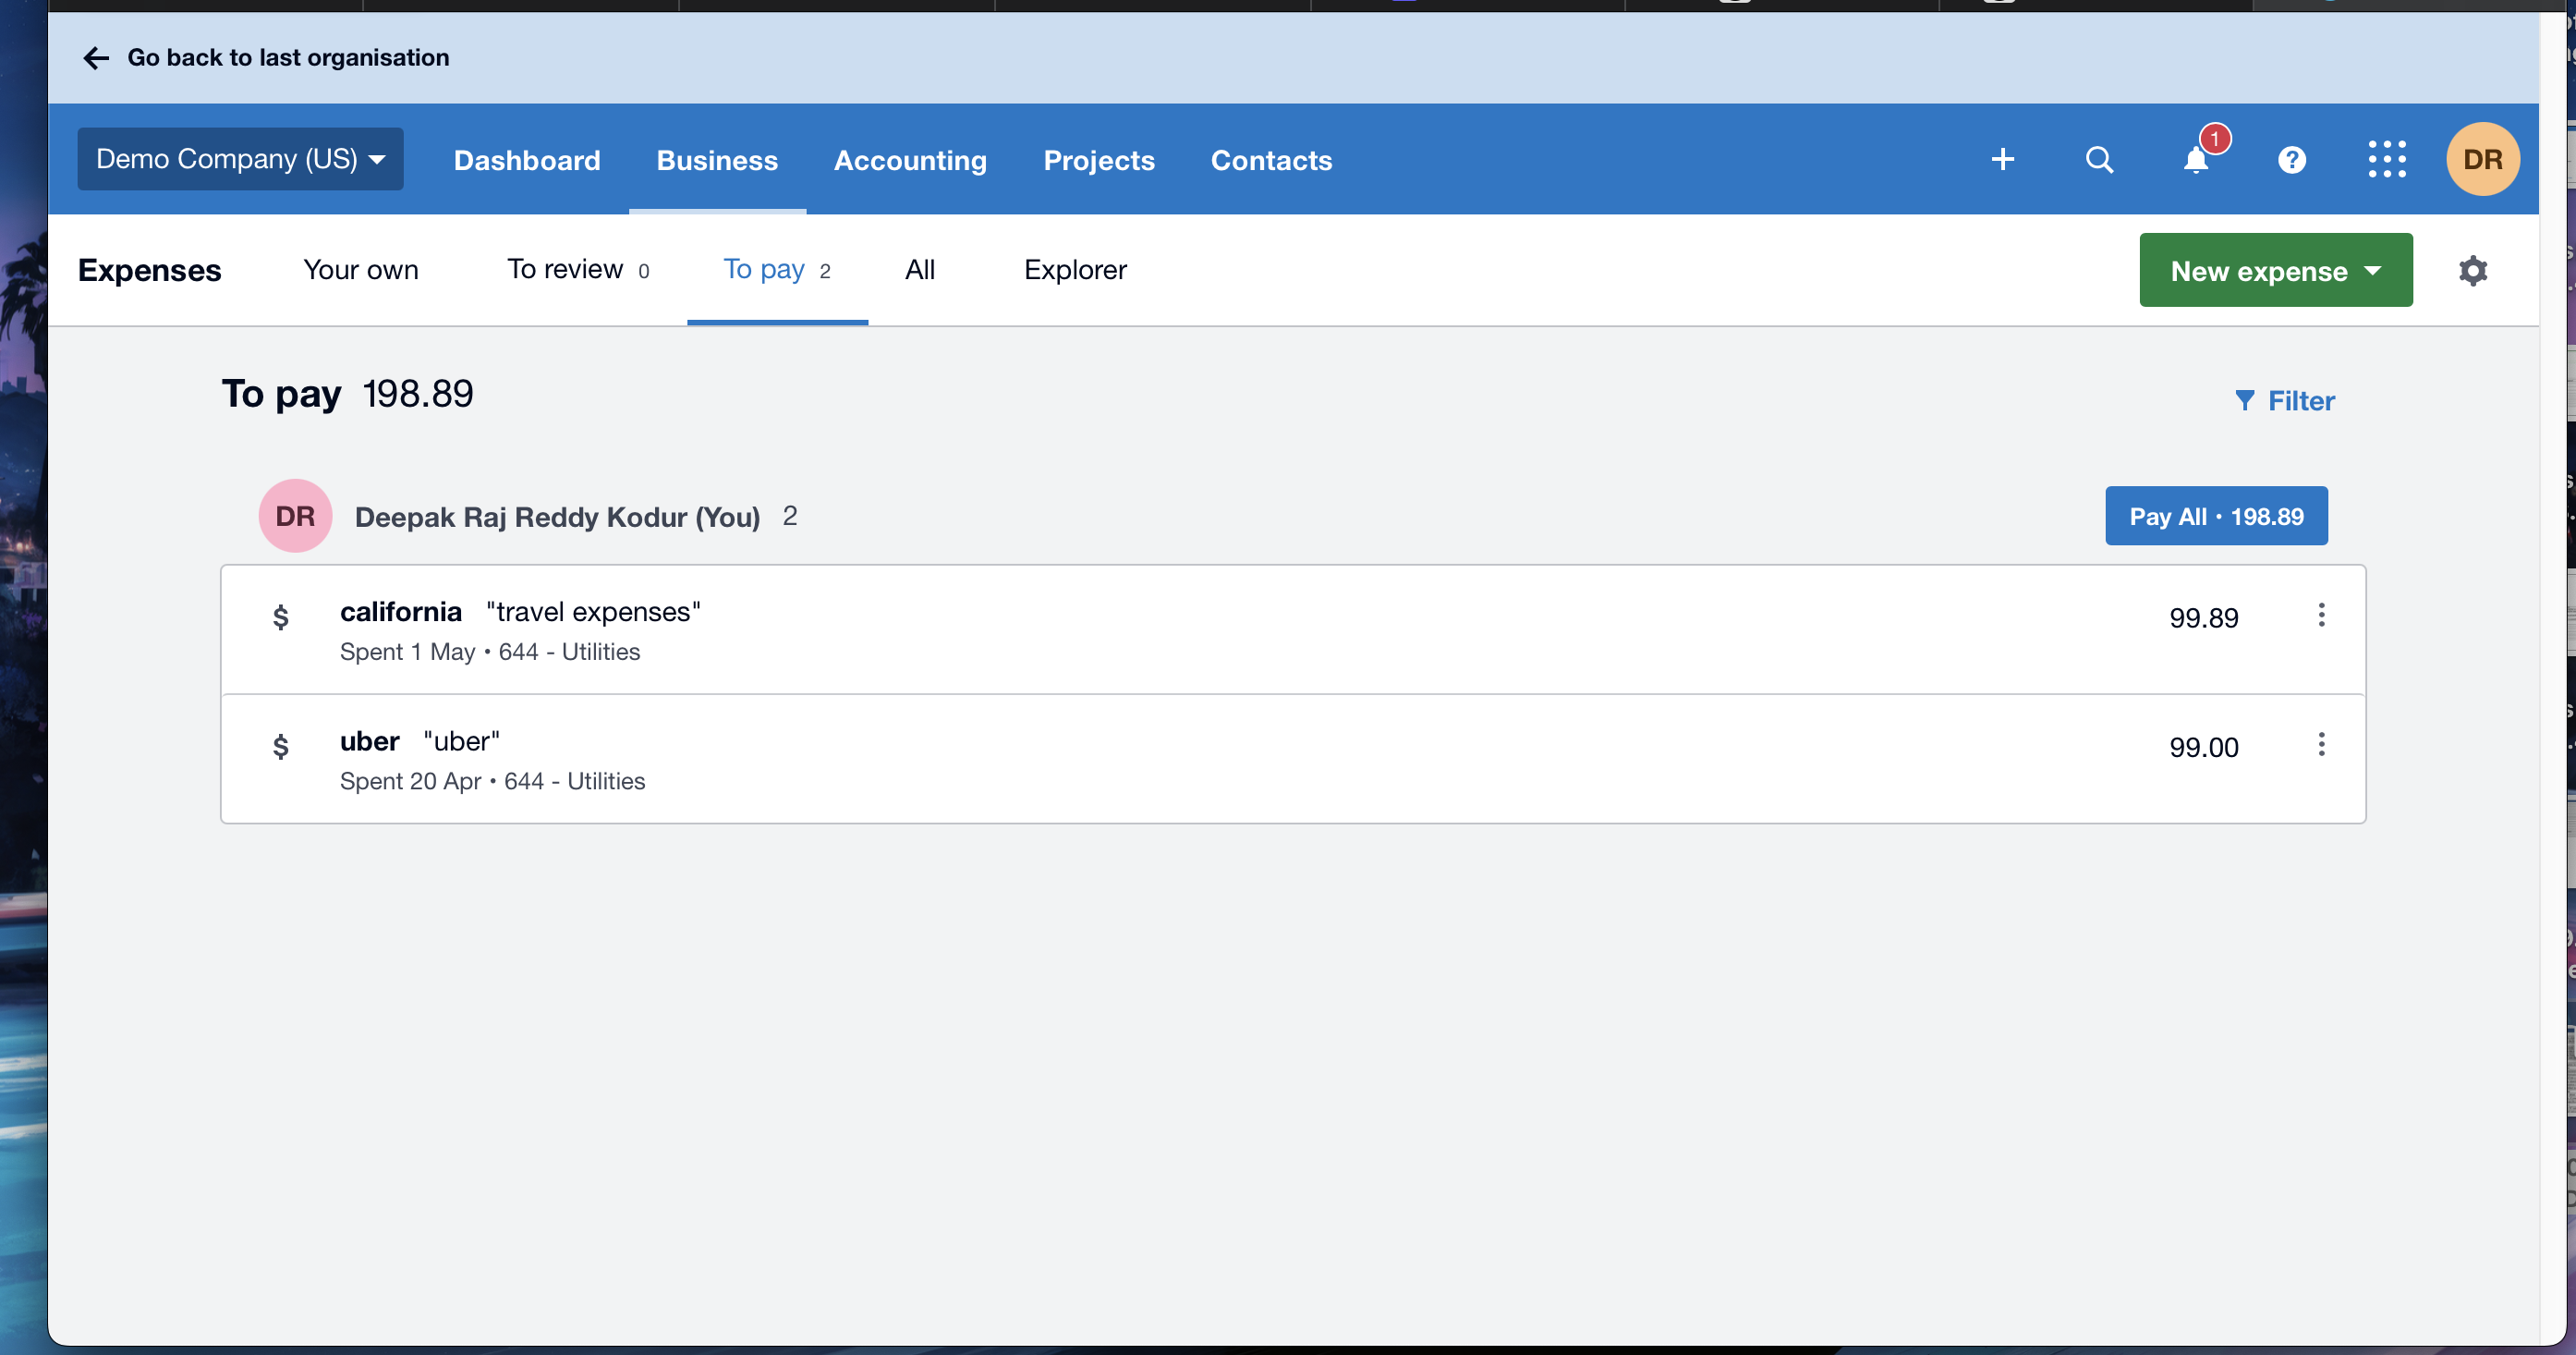 Go back to last organisation
Demo Company (US) Dashboard Business Accounting Projects Contacts 1 DR
Expenses Your own To review 0 To pay 2 All Explorer New expense
To pay 198.89 Filter
DR Deepak Raj Reddy Kodur (You) 2 Pay All • 198.89
$ california "travel expenses" 99.89
Spent 1 May • 644 - Utilities
$ uber "uber" 99.00
Spent 20 Apr • 644 - Utilities